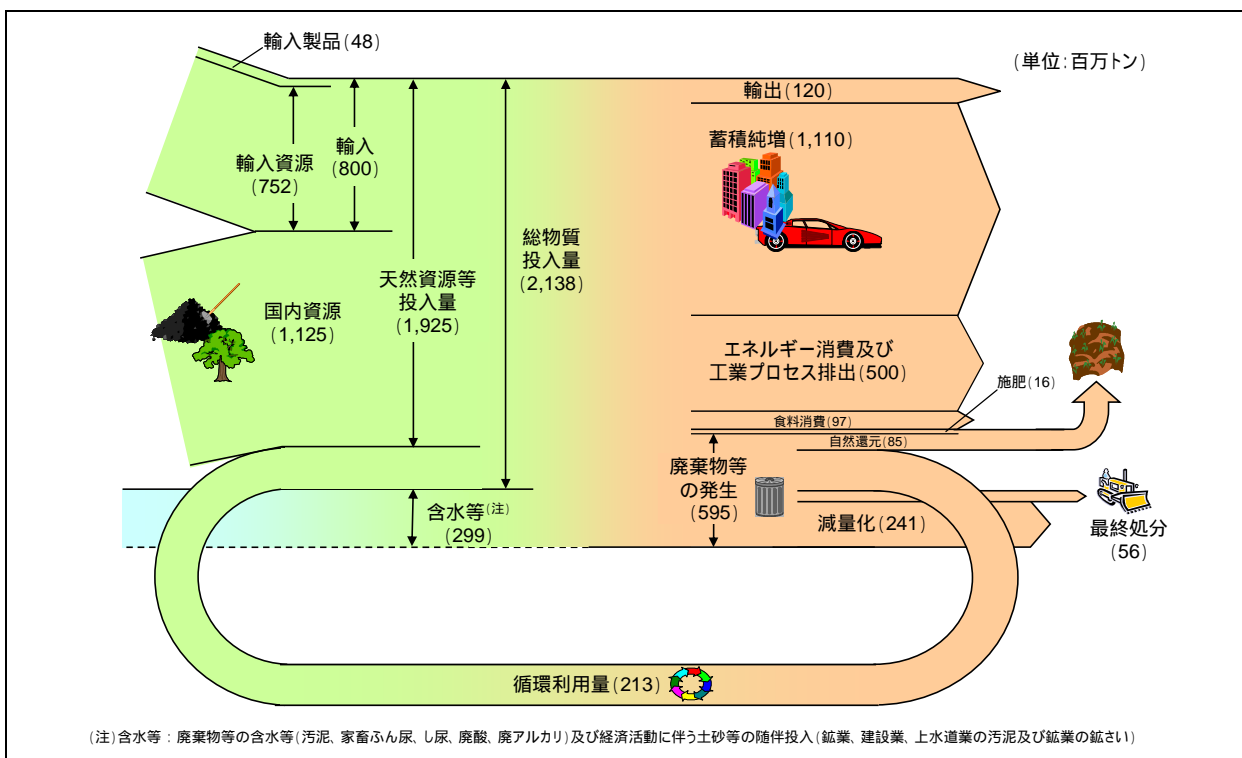 輸入製品(48)
(単位:百万トン)
輸出(120)
蓄積純増(1,110)
輸入
(800)
輸入資源
(752)
総物質
投入量
(2,138)
天然資源等
投入量
(1,925)
国内資源
(1,125)
エネルギー消費及び
工業プロセス排出(500)
施肥(16)
食料消費(97)
自然還元(85)
廃棄物等
の発生
(595)
含水等(注)
(299)
減量化(241)
最終処分
(56)
循環利用量(213)
(注)含水等:廃棄物等の含水等(汚泥、家畜ふん尿、し尿、廃酸、廃アルカリ)及び経済活動に伴う土砂等の随伴投入(鉱業、建設業、上水道業の汚泥及び鉱業の鉱さい)